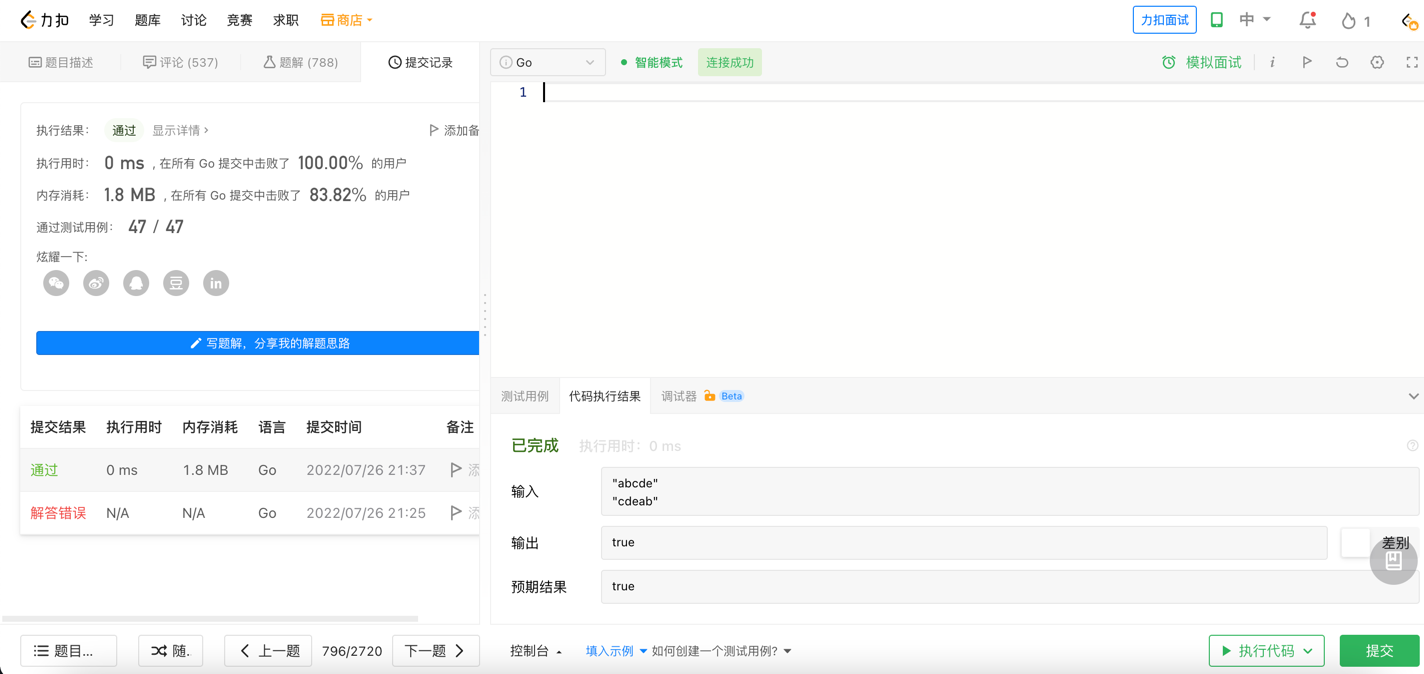 力扣 学习 题库 讨论 竞赛 求职 商店 力扣面试 中 1
题目描述 评论 (537) 题解 (788) 提交记录
Go 智能模式 连接成功 模拟面试 i
1
执行结果： 通过 显示详情 > 添加备
执行用时： 0 ms , 在所有 Go 提交中击败了 100.00% 的用户
内存消耗： 1.8 MB , 在所有 Go 提交中击败了 83.82% 的用户
通过测试用例： 47 / 47
炫耀一下:
豆 in
写题解，分享我的解题思路
提交结果 执行用时 内存消耗 语言 提交时间 备注
通过 0 ms 1.8 MB Go 2022/07/26 21:37 添
解答错误 N/A N/A Go 2022/07/26 21:25 添
测试用例 代码执行结果 调试器 Beta
已完成 执行用时：0 ms
输入
"abcde"
"cdeab"
输出 true 差别
预期结果 true
题目... 随. 上一题 796/2720 下一题 控制台 填入示例 如何创建一个测试用例? 执行代码 提交